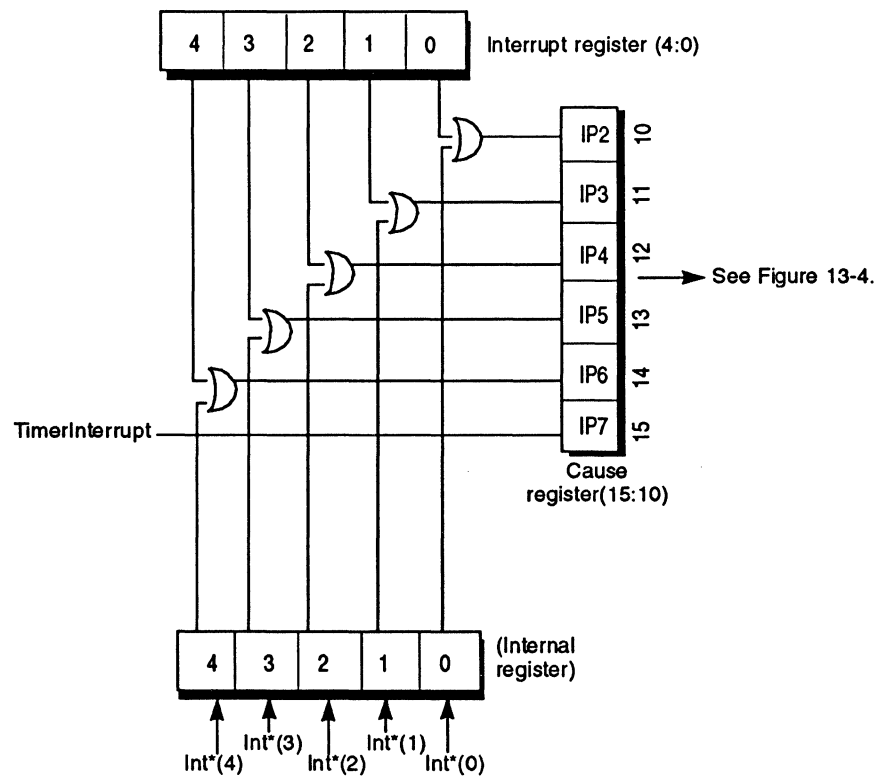 4 3 2 1 0 Interrupt register (4:0)
IP2 10
IP3 11
IP4 12
See Figure 13-4.
IP5 13
IP6 14
TimerInterrupt
IP7 15
Cause
register(15:10)
(Internal
register)
4 3 2 1 0
Int*(3) Int*(1)
Int*(4) Int*(2) Int*(0)